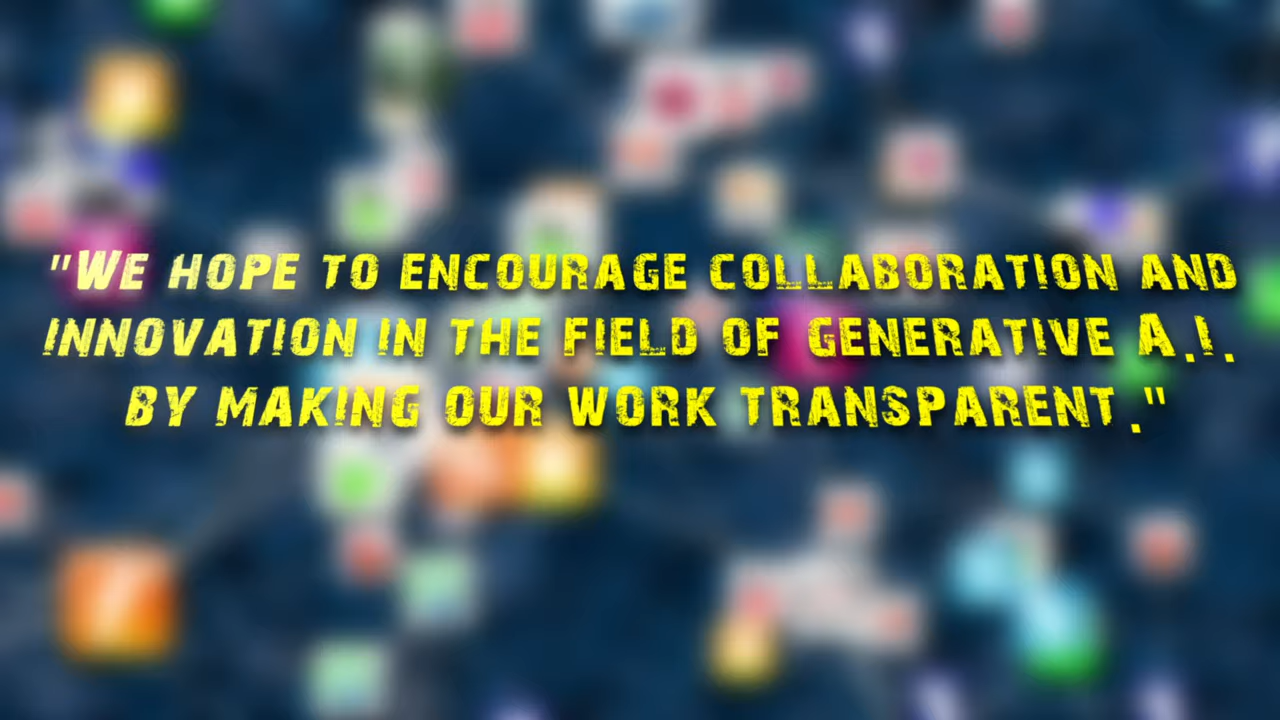 "We hope to encourage collaboration and
innovation in the field of generative A.I.
by making our work transparent."